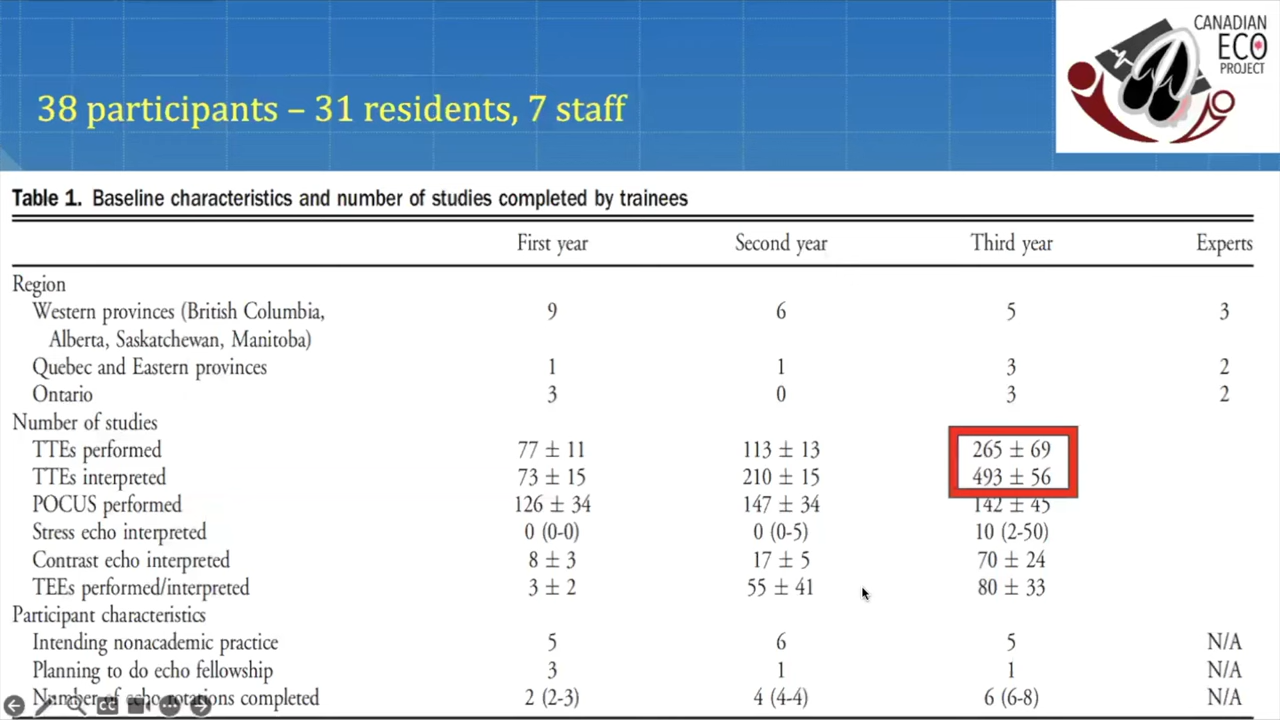 CANADIAN
ECO
PROJECT
38 participants – 31 residents, 7 staff
Table 1. Baseline characteristics and number of studies completed by trainees
First year Second year Third year Experts
Region
Western provinces (British Columbia, 9 6 5 3
Alberta, Saskatchewan, Manitoba)
Quebec and Eastern provinces 1 1 3 2
Ontario 3 0 3 2
Number of studies
TTEs performed 77 ± 11 113 ± 13 265 ± 69
TTEs interpreted 73 ± 15 210 ± 15 493 ± 56
POCUS performed 126 ± 34 147 ± 34 142 ± 45
Stress echo interpreted 0 (0-0) 0 (0-5) 10 (2-50)
Contrast echo interpreted 8 ± 3 17 ± 5 70 ± 24
TEEs performed/interpreted 3 ± 2 55 ± 41 80 ± 33
Participant characteristics
Intending nonacademic practice 5 6 5 N/A
Planning to do echo fellowship 3 1 1 N/A
Number of echo rotations completed 2 (2-3) 4 (4-4) 6 (6-8) N/A